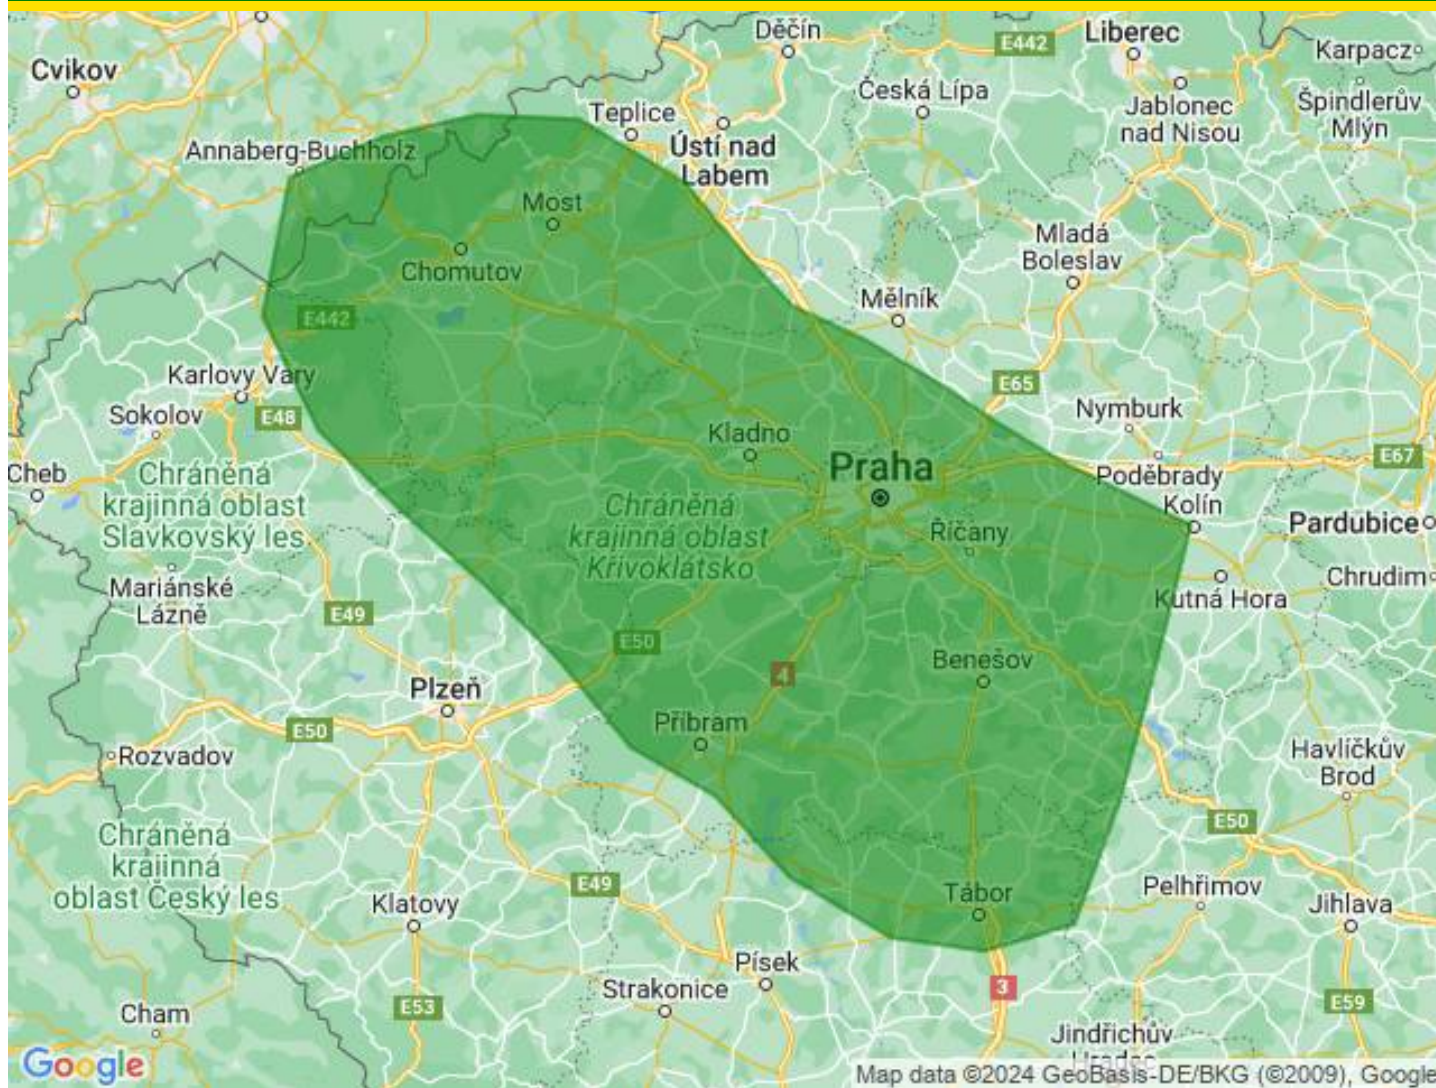 Děčín
E442
Liberec
Karpacz
Cvikov
Česká Lípa
Jablonec
nad Nisou
Špindlerův
Mlýn
Teplice
Annaberg-Buchholz
Ústí nad
Labem
Most
Mladá
Boleslav
Chomutov
Mělník
E442
Karlovy Vary
E65
Sokolov
E48
Nymburk
Kladno
Praha
E67
Cheb
Chráněná
krajinná oblast
Slavkovský les
Poděbrady
Kolín
Chráněná
krajinná oblast
Křivoklátsko
Říčany
Pardubice
Mariánské
Lázně
Chrudim
Kutná Hora
E49
E50
Benešov
4
Plzeň
Příbram
E50
Rozvadov
Havlíčkův
Brod
Chráněná
krajinná
oblast Český les
E50
E49
Tábor
Pelhřimov
Klatovy
Jihlava
Písek
Strakonice
3
E53
E59
Cham
Jindřichův
Hradec
Google
Map data ©2024 GeoBasis-DE/BKG (©2009), Google